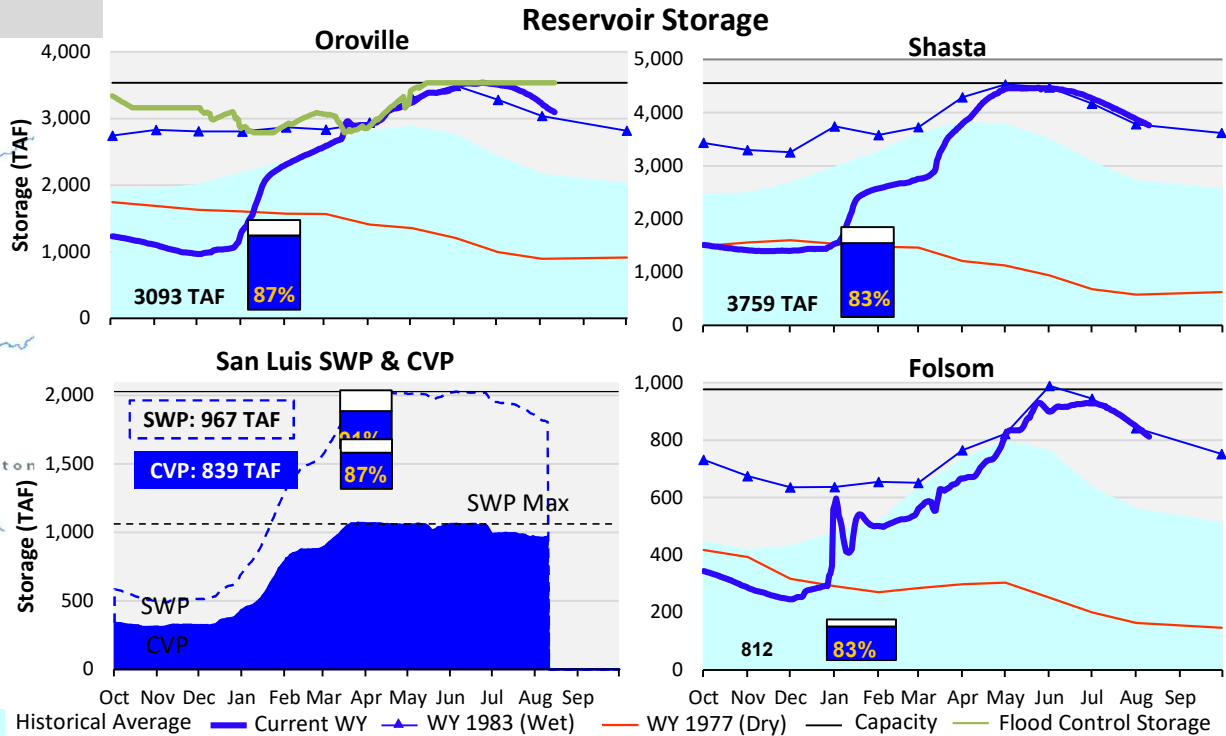 Reservoir Storage
Oroville
Storage (TAF)
4,000
3,000
2,000
1,000
0
3093 TAF
87%
Shasta
5,000
4,000
3,000
2,000
1,000
0
3759 TAF
83%
San Luis SWP & CVP
Storage (TAF)
2,000
1,500
1,000
500
0
SWP: 967 TAF
CVP: 839 TAF
91%
87%
SWP Max
SWP
CVP
Oct Nov Dec Jan Feb Mar Apr May Jun Jul Aug Sep
Folsom
1,000
800
600
400
200
0
812
83%
Oct Nov Dec Jan Feb Mar Apr May Jun Jul Aug Sep
ton
Historical Average Current WY WY 1983 (Wet) WY 1977 (Dry) Capacity Flood Control Storage